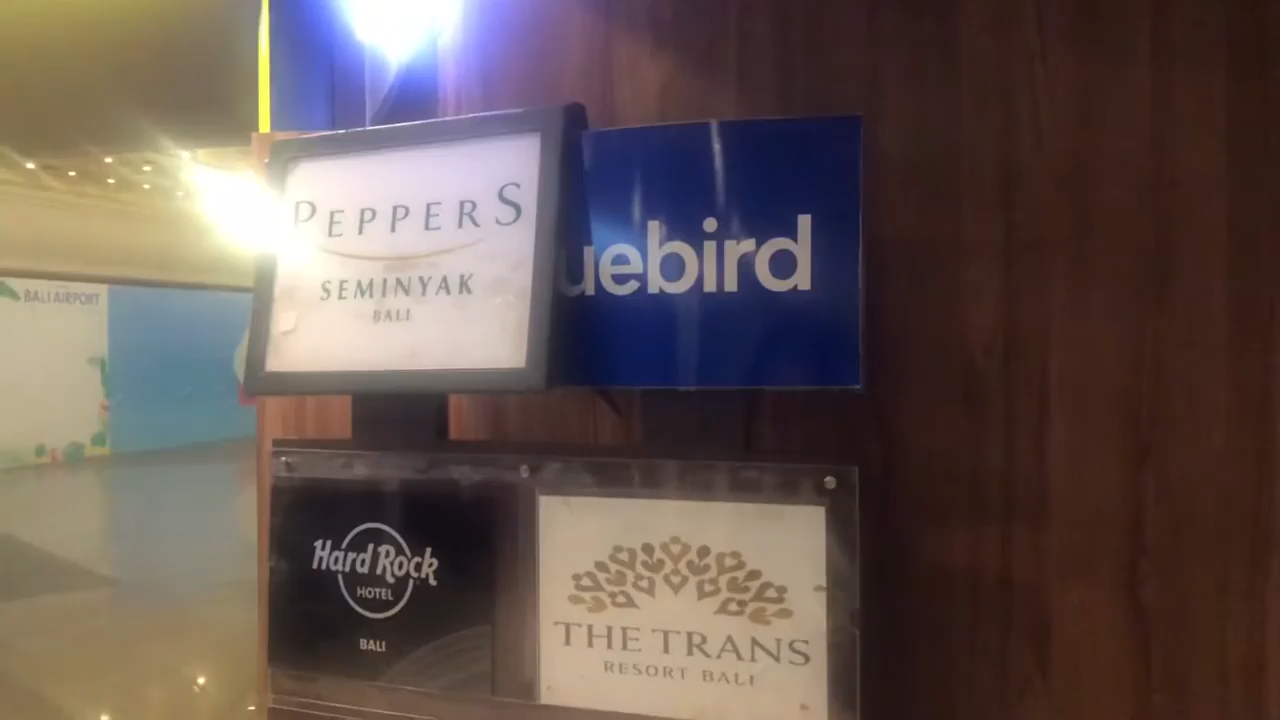 PEPPERS
SEMINYAK
BALI
uebird
BALI AIRPORT
Hard Rock
HOTEL
BALI
THE TRANS
RESORT BALI